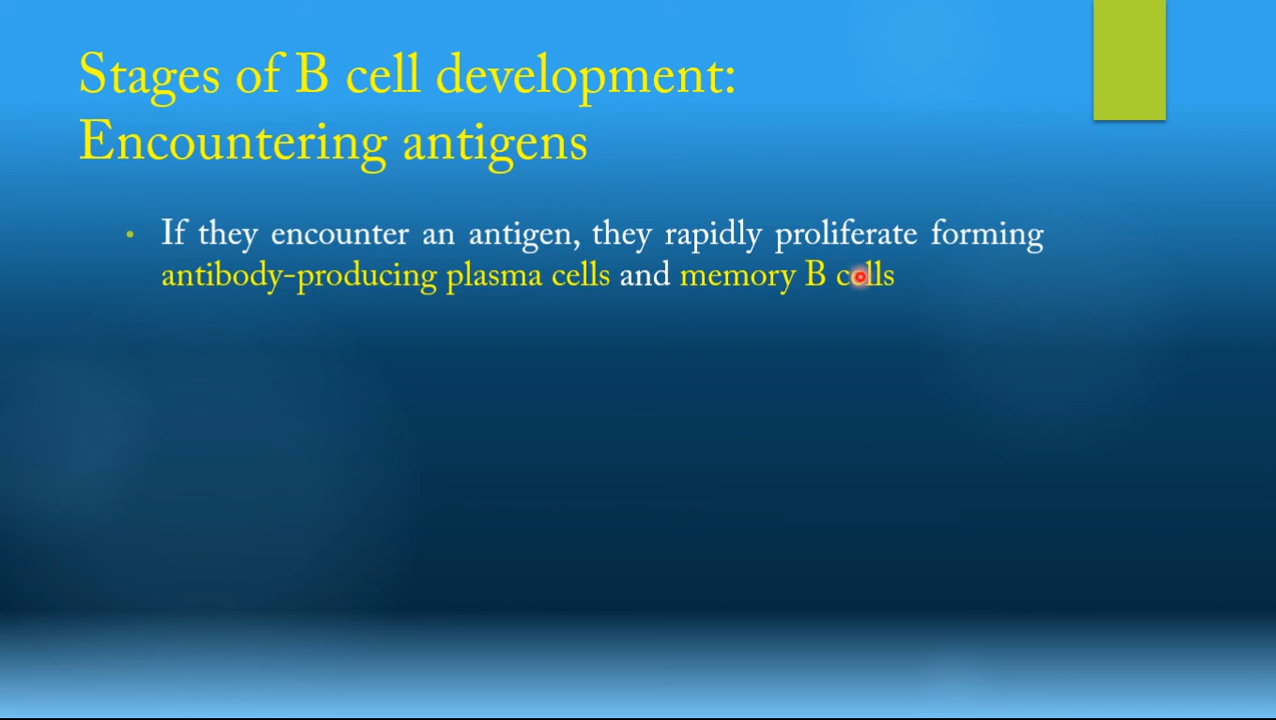 Stages of B cell development:
Encountering antigens
• If they encounter an antigen, they rapidly proliferate forming
antibody-producing plasma cells and memory B cells